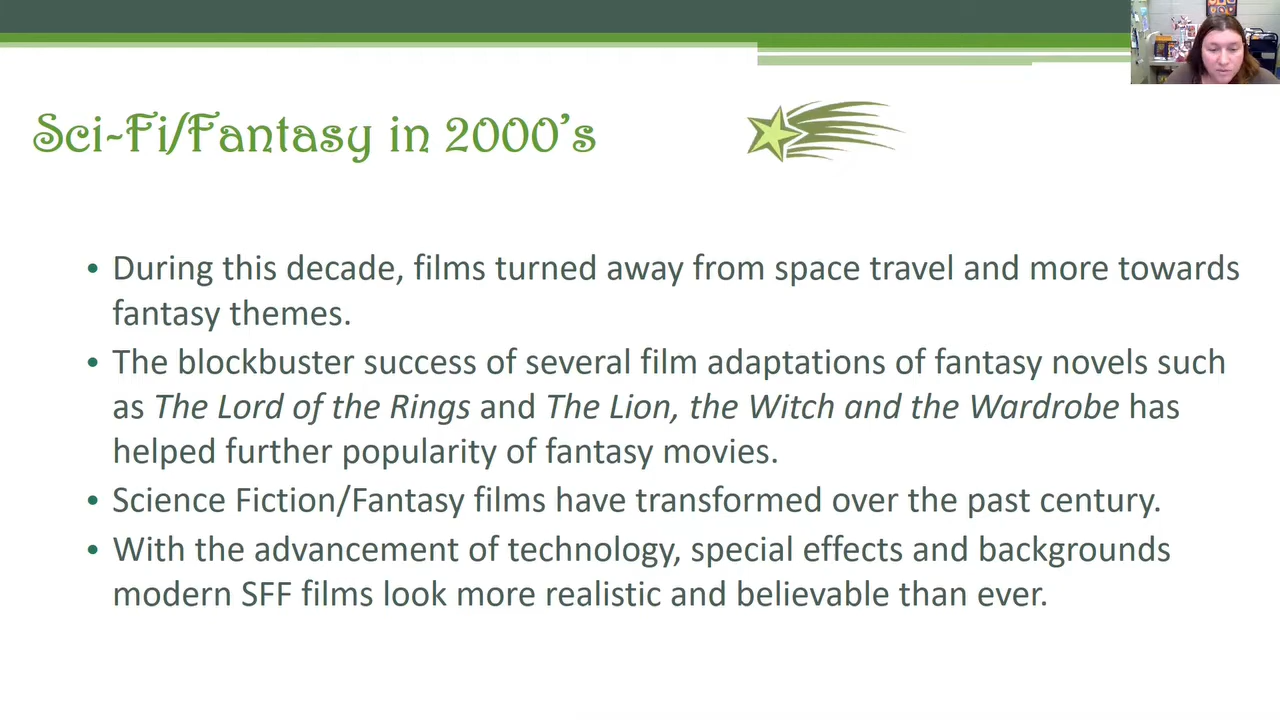 Sci-Fi/Fantasy in 2000's
• During this decade, films turned away from space travel and more towards
fantasy themes.
• The blockbuster success of several film adaptations of fantasy novels such
as The Lord of the Rings and The Lion, the Witch and the Wardrobe has
helped further popularity of fantasy movies.
• Science Fiction/Fantasy films have transformed over the past century.
• With the advancement of technology, special effects and backgrounds
modern SFF films look more realistic and believable than ever.